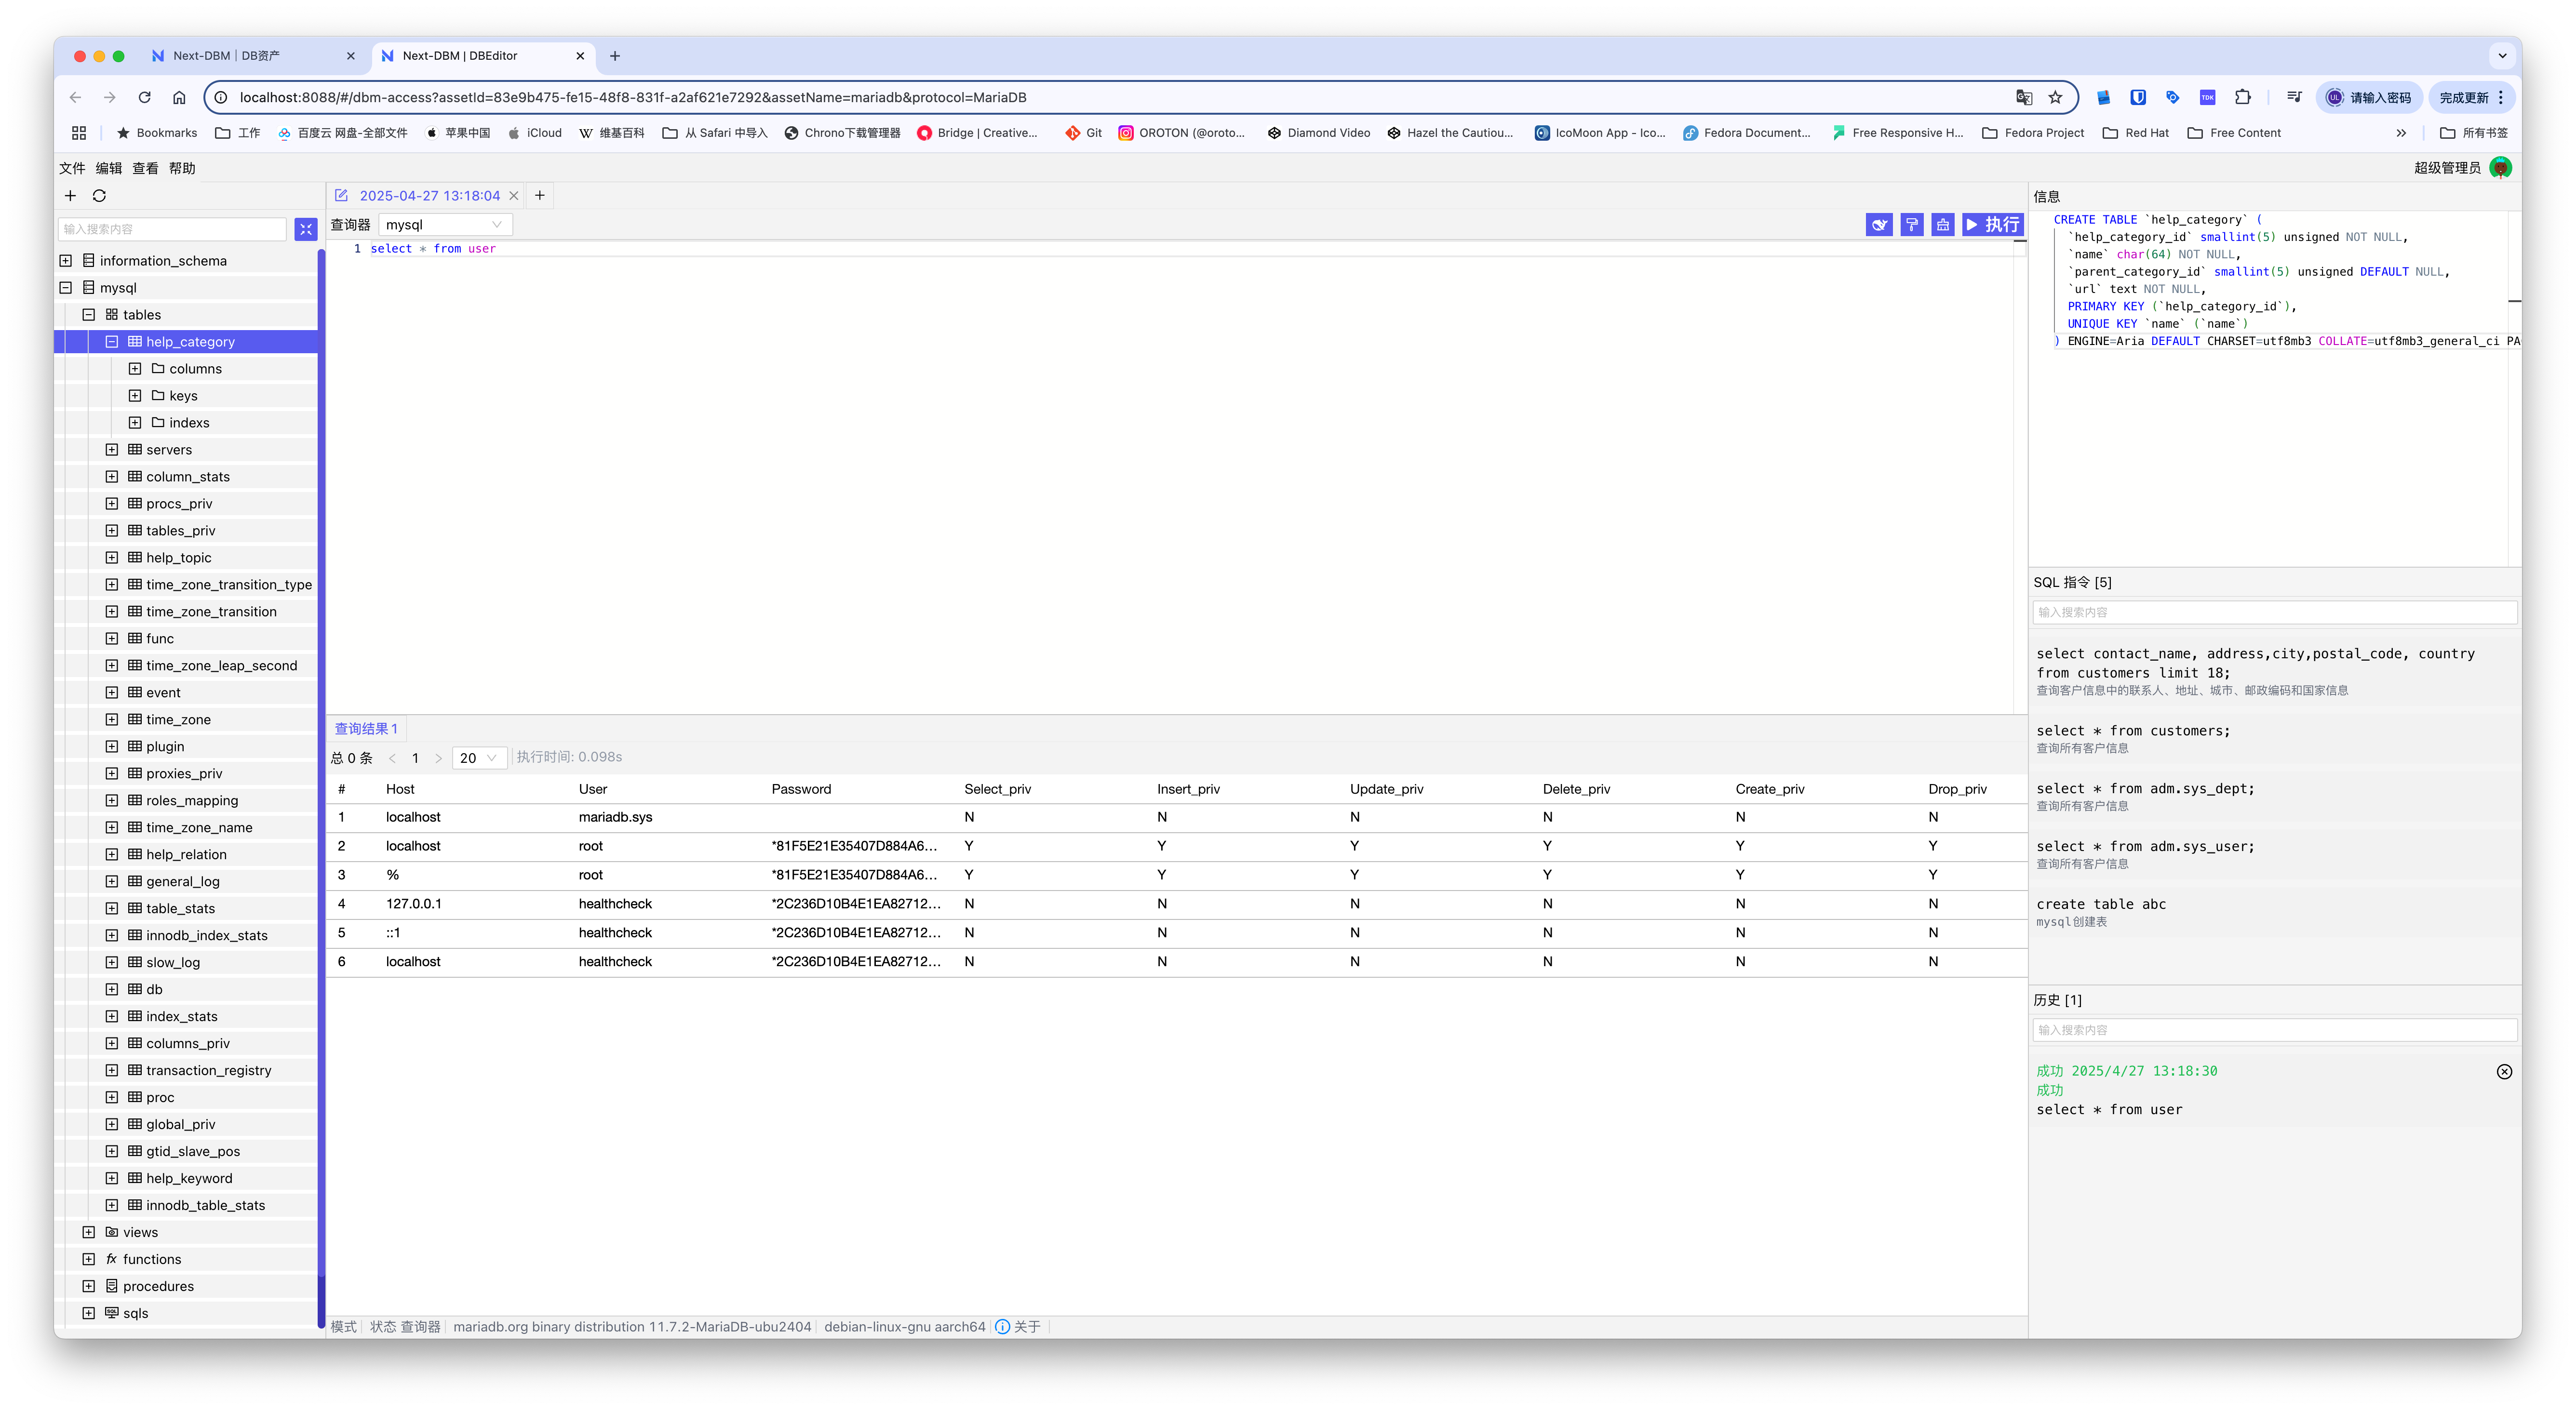 Next-DBM | DB资产
Next-DBM | DBEditor
localhost:8088/#/dbm-access?assetId=83e9b475-fe15-48f8-831f-a2af621e7292&assetName=mariadb&protocol=MariaDB
TDK
UL 请输入密码
完成更新
Bookmarks 工作 百度云 网盘-全部文件 苹果中国 iCloud W 维基百科 从 Safari 中导入 Chrono下载管理器 Bridge | Creative... Git OROTON (@oroto... Diamond Video Hazel the Cautiou... IcoMoon App - Ico... Fedora Document... Free Responsive H... Fedora Project Red Hat Free Content » 所有书签
文件 编辑 查看 帮助
超级管理员
输入搜索内容
information_schema
mysql
tables
help_category
columns
keys
indexs
servers
column_stats
procs_priv
tables_priv
help_topic
time_zone_transition_type
time_zone_transition
func
time_zone_leap_second
event
time_zone
plugin
proxies_priv
roles_mapping
time_zone_name
help_relation
general_log
table_stats
innodb_index_stats
slow_log
db
index_stats
columns_priv
transaction_registry
proc
global_priv
gtid_slave_pos
help_keyword
innodb_table_stats
views
fx functions
procedures
sqls
2025-04-27 13:18:04
查询器 mysql
执行
1 select * from user
查询结果 1
总 0 条 < 1 > 20 执行时间: 0.098s
# Host User Password Select_priv Insert_priv Update_priv Delete_priv Create_priv Drop_priv
1 localhost mariadb.sys N N N N N N
2 localhost root *81F5E21E35407D884A6... Y Y Y Y Y Y
3 % root *81F5E21E35407D884A6... Y Y Y Y Y Y
4 127.0.0.1 healthcheck *2C236D10B4E1EA82712... N N N N N N
5 ::1 healthcheck *2C236D10B4E1EA82712... N N N N N N
6 localhost healthcheck *2C236D10B4E1EA82712... N N N N N N
模式 状态 查询器 mariadb.org binary distribution 11.7.2-MariaDB-ubu2404 debian-linux-gnu aarch64 关于
信息
CREATE TABLE `help_category` (
`help_category_id` smallint(5) unsigned NOT NULL,
`name` char(64) NOT NULL,
`parent_category_id` smallint(5) unsigned DEFAULT NULL,
`url` text NOT NULL,
PRIMARY KEY (`help_category_id`),
UNIQUE KEY `name` (`name`)
) ENGINE=Aria DEFAULT CHARSET=utf8mb3 COLLATE=utf8mb3_general_ci PA
SQL 指令 [5]
输入搜索内容
select contact_name, address,city,postal_code, country
from customers limit 18;
查询客户信息中的联系人、地址、城市、邮政编码和国家信息
select * from customers;
查询所有客户信息
select * from adm.sys_dept;
查询所有客户信息
select * from adm.sys_user;
查询所有客户信息
create table abc
mysql创建表
历史 [1]
输入搜索内容
成功 2025/4/27 13:18:30
成功
select * from user